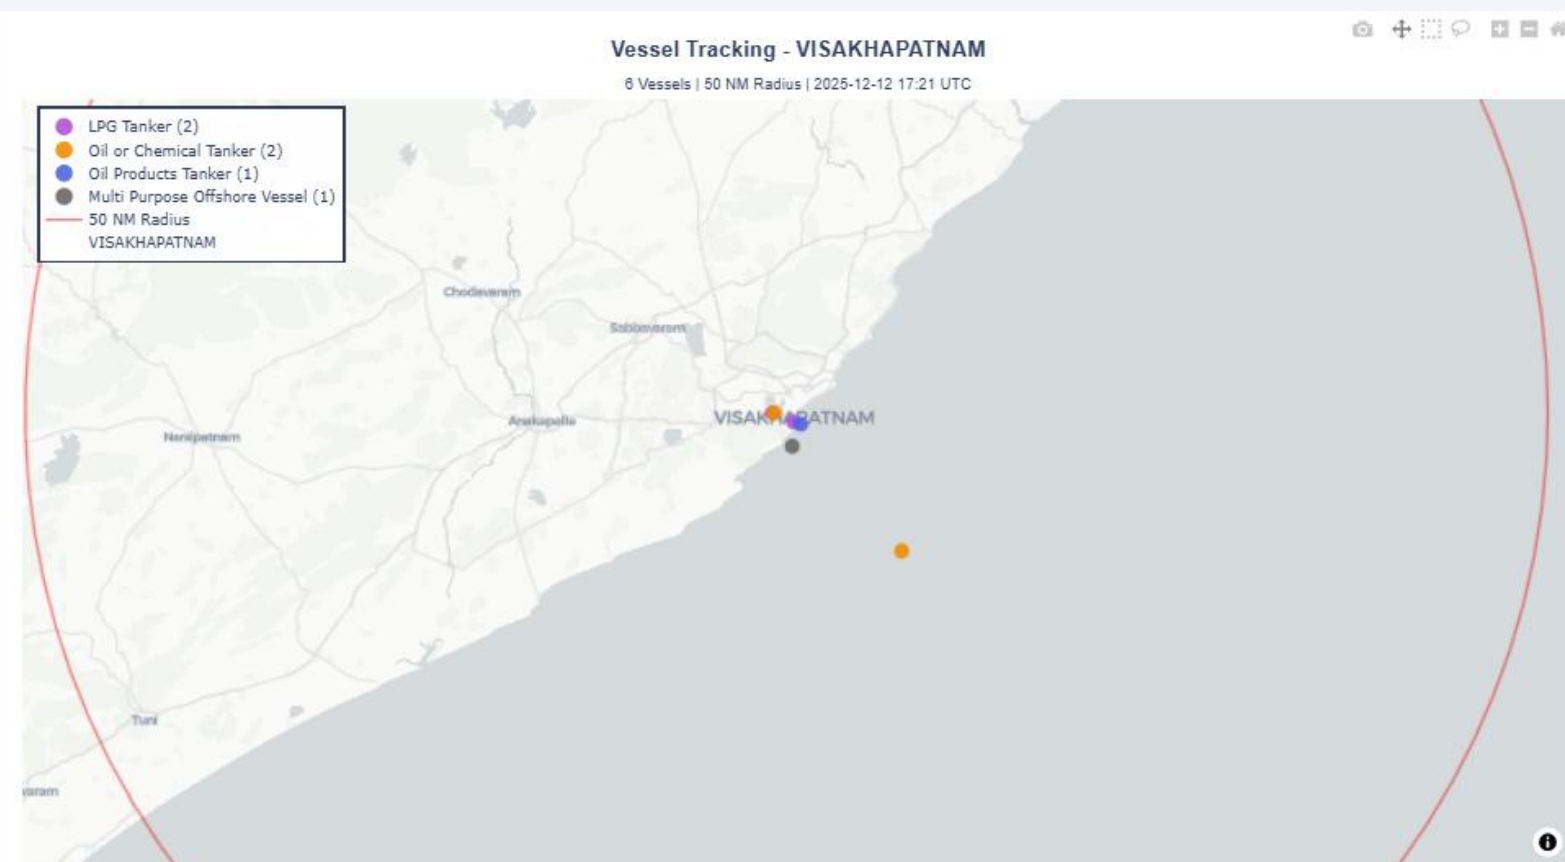 Vessel Tracking - VISAKHAPATNAM
6 Vessels | 50 NM Radius | 2025-12-12 17:21 UTC
LPG Tanker (2)
Oil or Chemical Tanker (2)
Oil Products Tanker (1)
Multi Purpose Offshore Vessel (1)
50 NM Radius
VISAKHAPATNAM
Chodavaram
Sabbavaram
VISAKHAPATNAM
Anakapalle
Narsipatnam
Tuni
varam